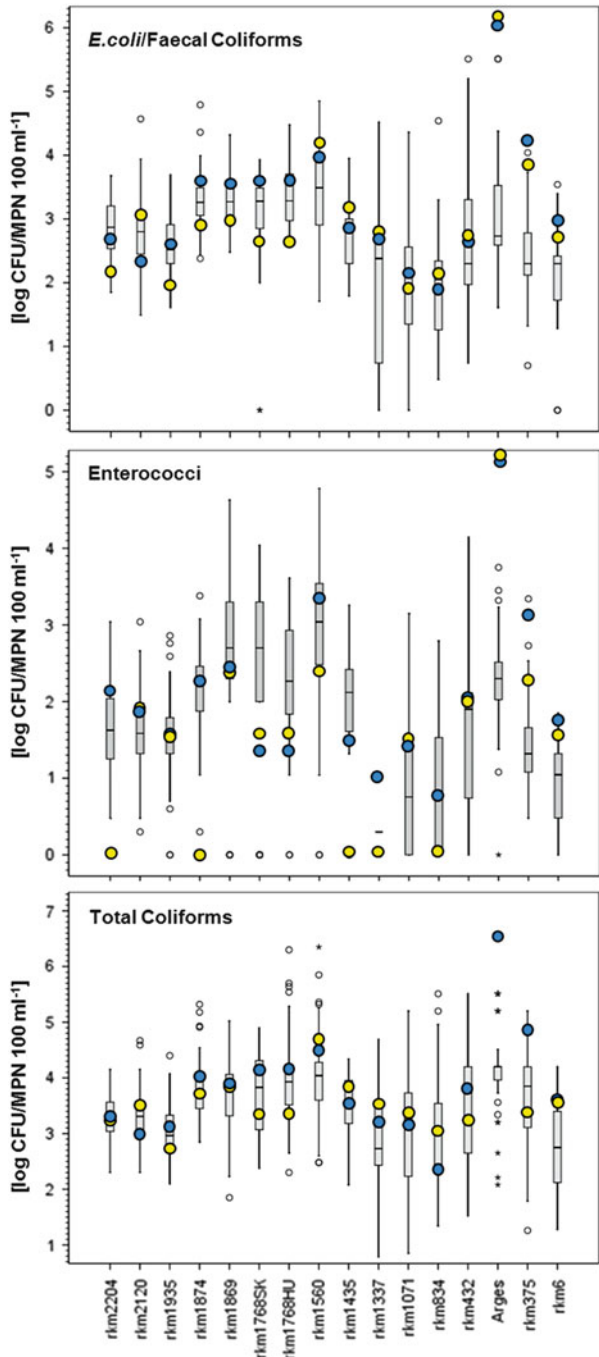 E.coli/Faecal Coliforms
[log CFU/MPN 100 ml-1]
6
5
4
3
2
1
0
Enterococci
[log CFU/MPN 100 ml-1]
5
4
3
2
1
0
Total Coliforms
[log CFU/MPN 100 ml-1]
7
6
5
4
3
2
1
rkm2204
rkm2120
rkm1935
rkm1874
rkm1869
rkm1768SK
rkm1768HU
rkm1560
rkm1435
rkm1337
rkm1071
rkm834
rkm432
Arges
rkm375
rkm6